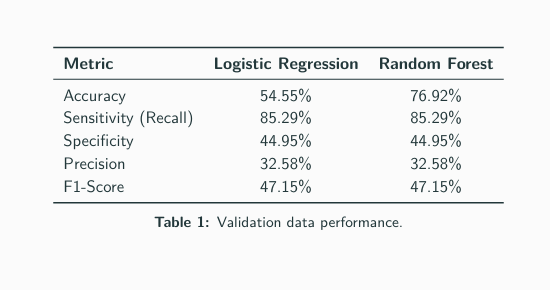 Metric Logistic Regression Random Forest
Accuracy 54.55% 76.92%
Sensitivity (Recall) 85.29% 85.29%
Specificity 44.95% 44.95%
Precision 32.58% 32.58%
F1-Score 47.15% 47.15%
Table 1: Validation data performance.